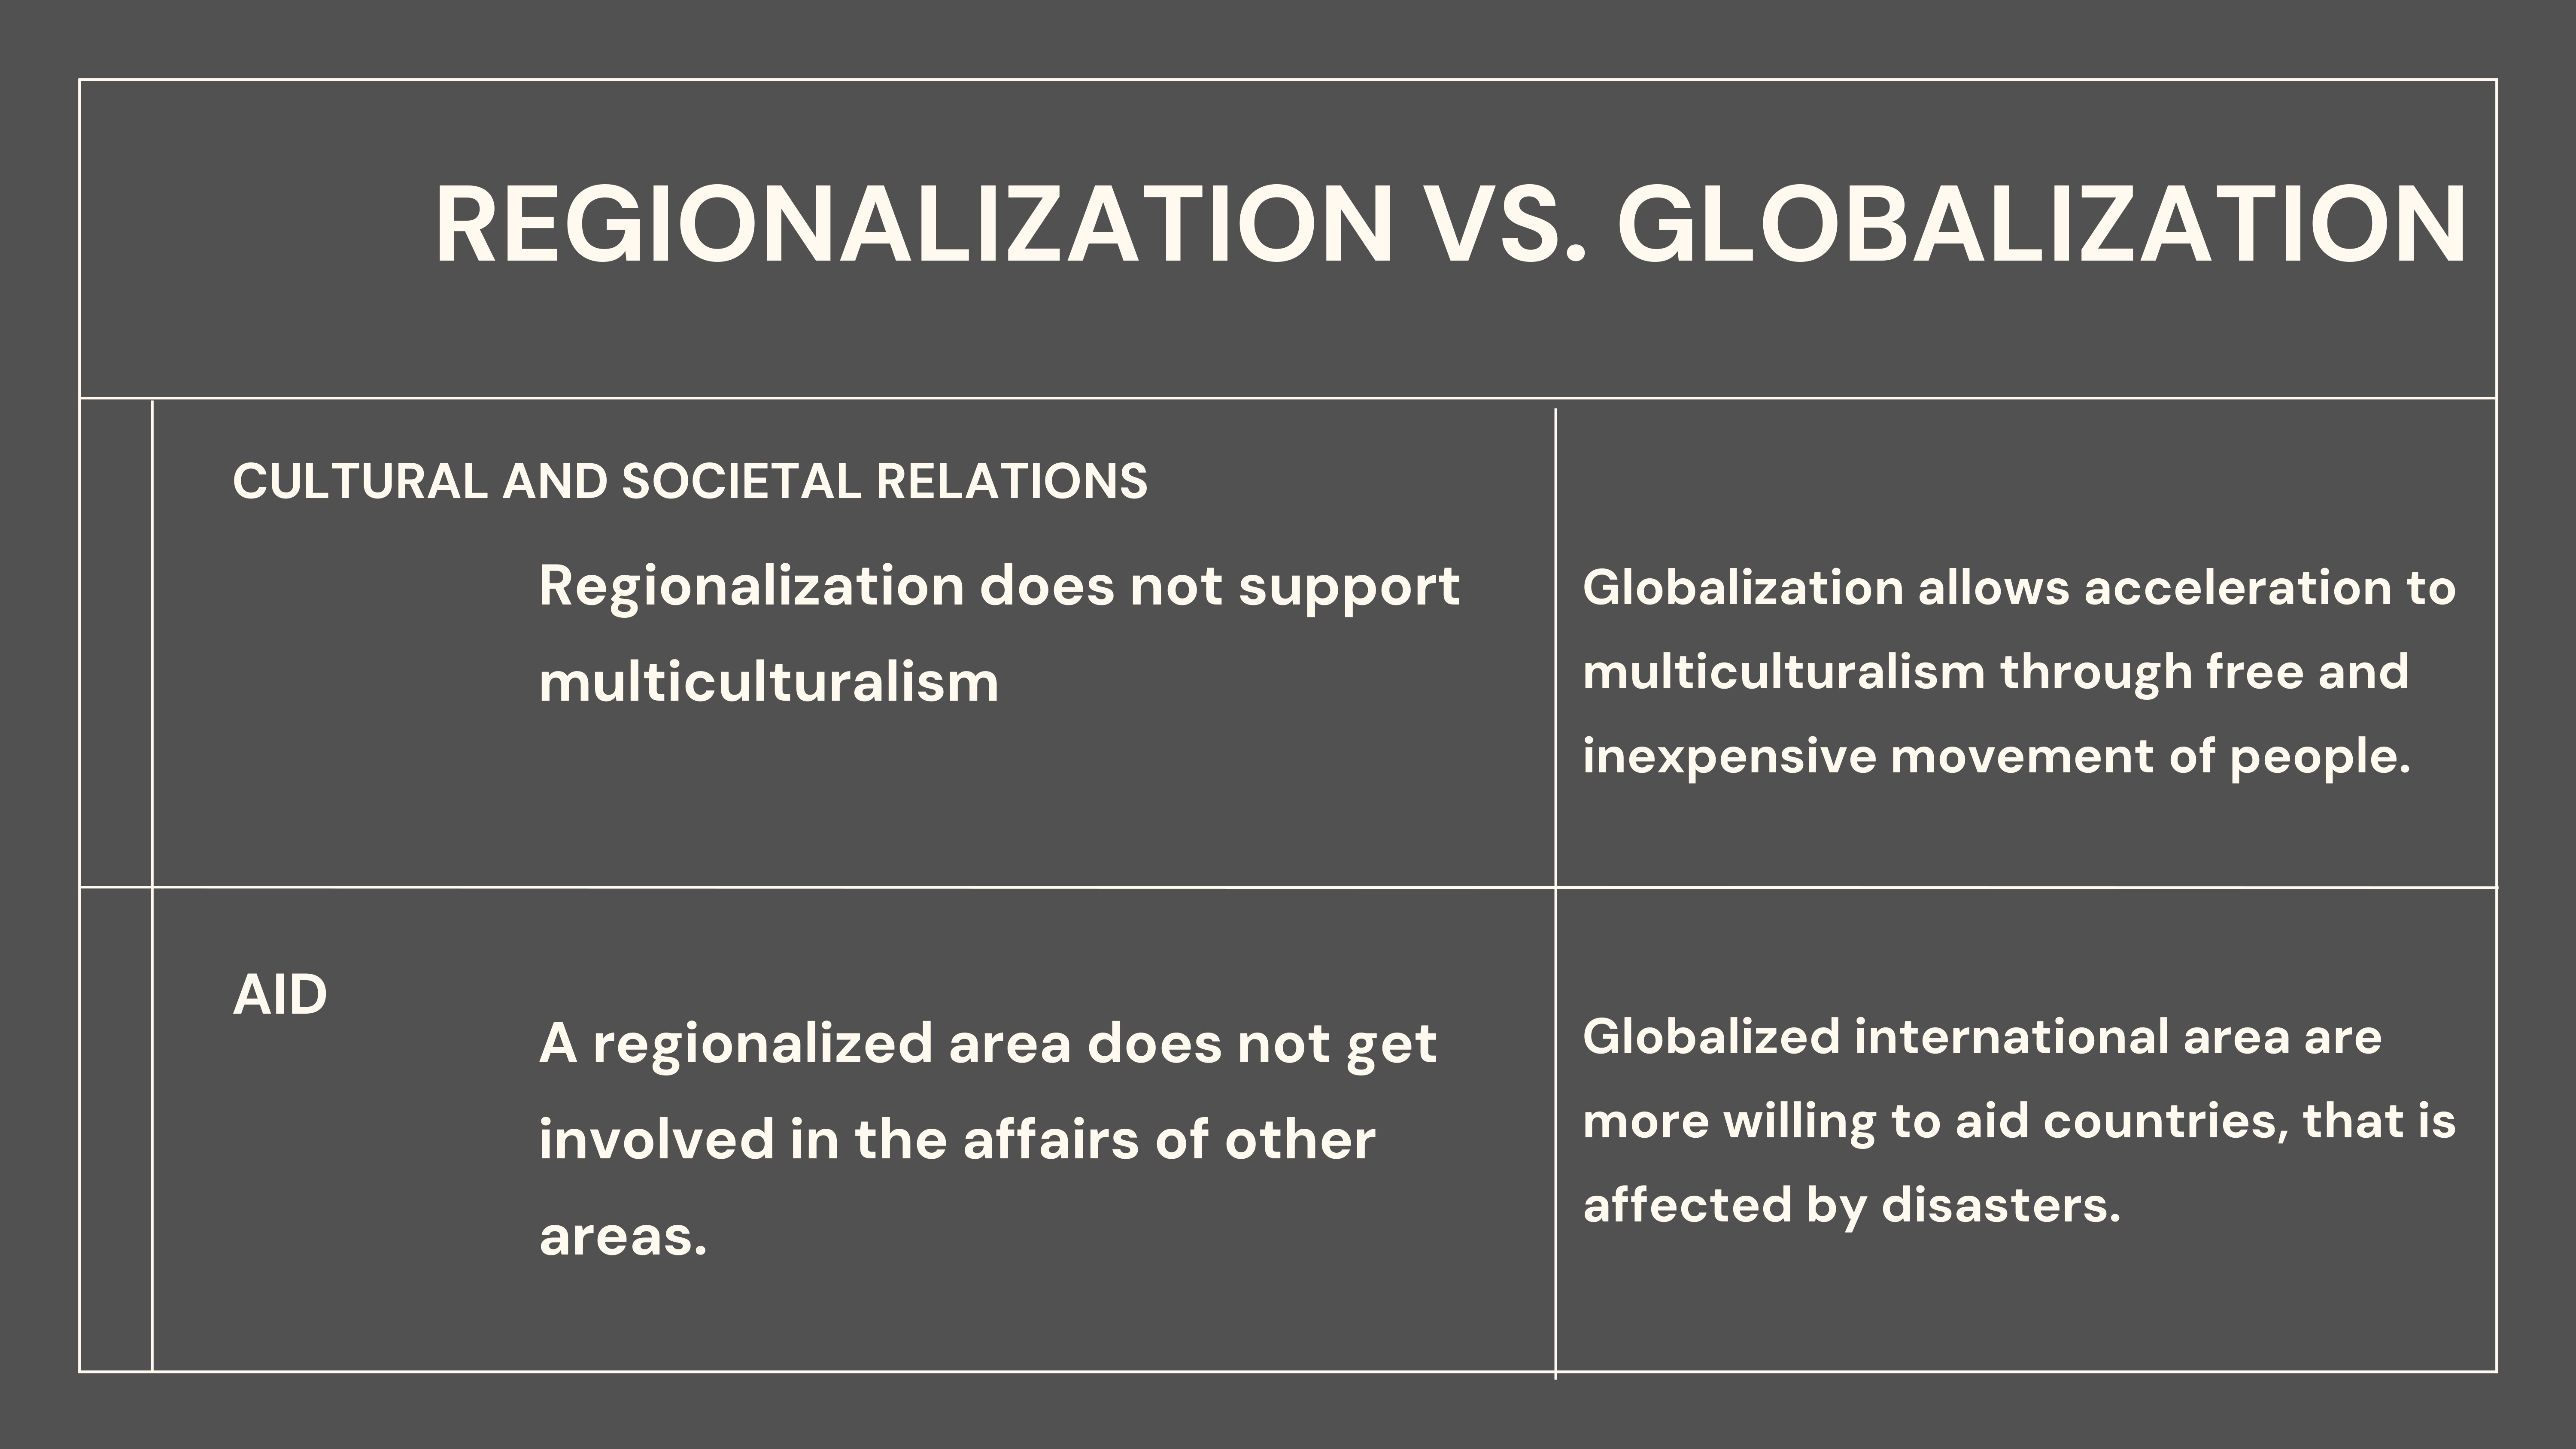 REGIONALIZATION VS. GLOBALIZATION
CULTURAL AND SOCIETAL RELATIONS
Regionalization does not support
multiculturalism
Globalization allows acceleration to
multiculturalism through free and
inexpensive movement of people.
AID
A regionalized area does not get
involved in the affairs of other
areas.
Globalized international area are
more willing to aid countries, that is
affected by disasters.